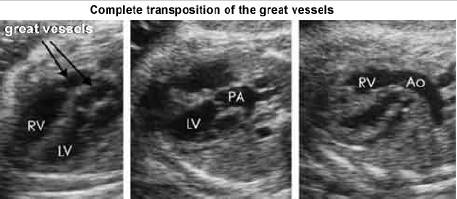 Complete transposition of the great vessels
great vessels
RV
LV
PA
LV
RV
Ao